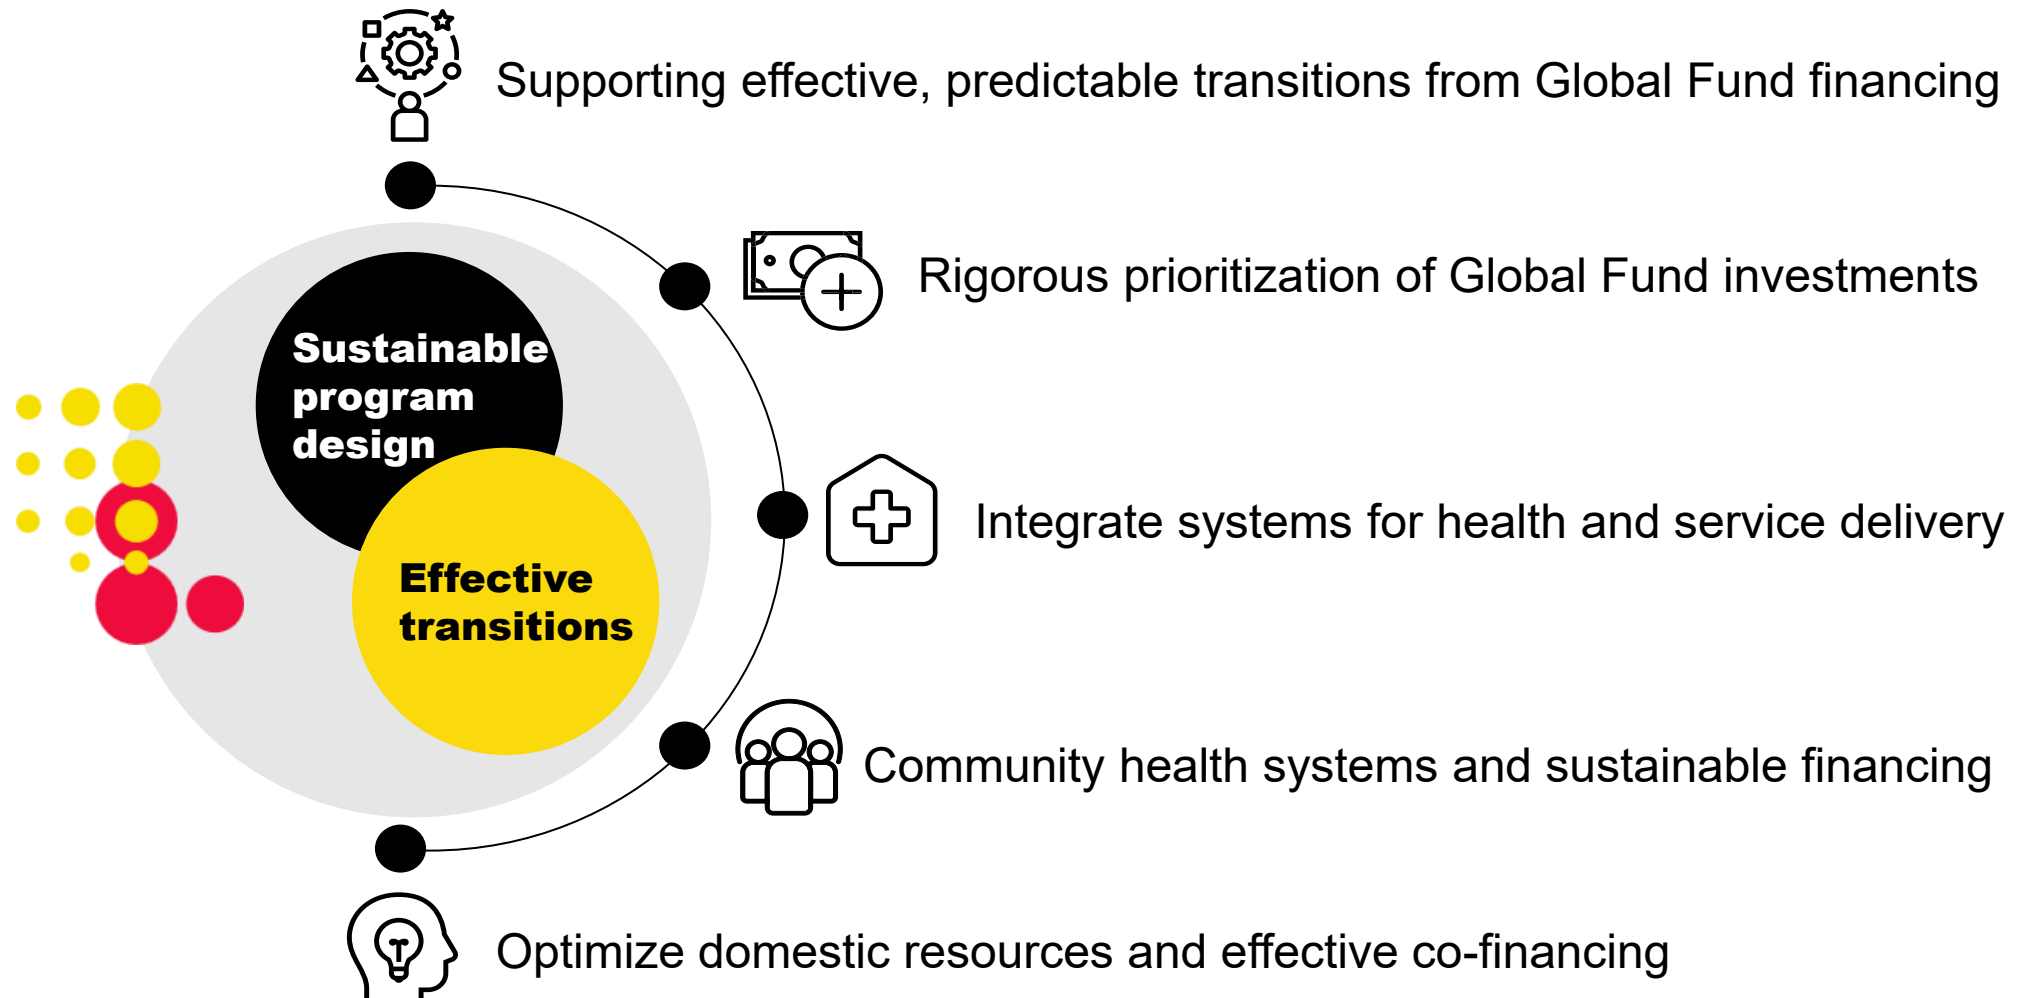 Supporting effective, predictable transitions from Global Fund financing
Rigorous prioritization of Global Fund investments
Sustainable
program
design
Integrate systems for health and service delivery
Effective
transitions
Community health systems and sustainable financing
Optimize domestic resources and effective co-financing